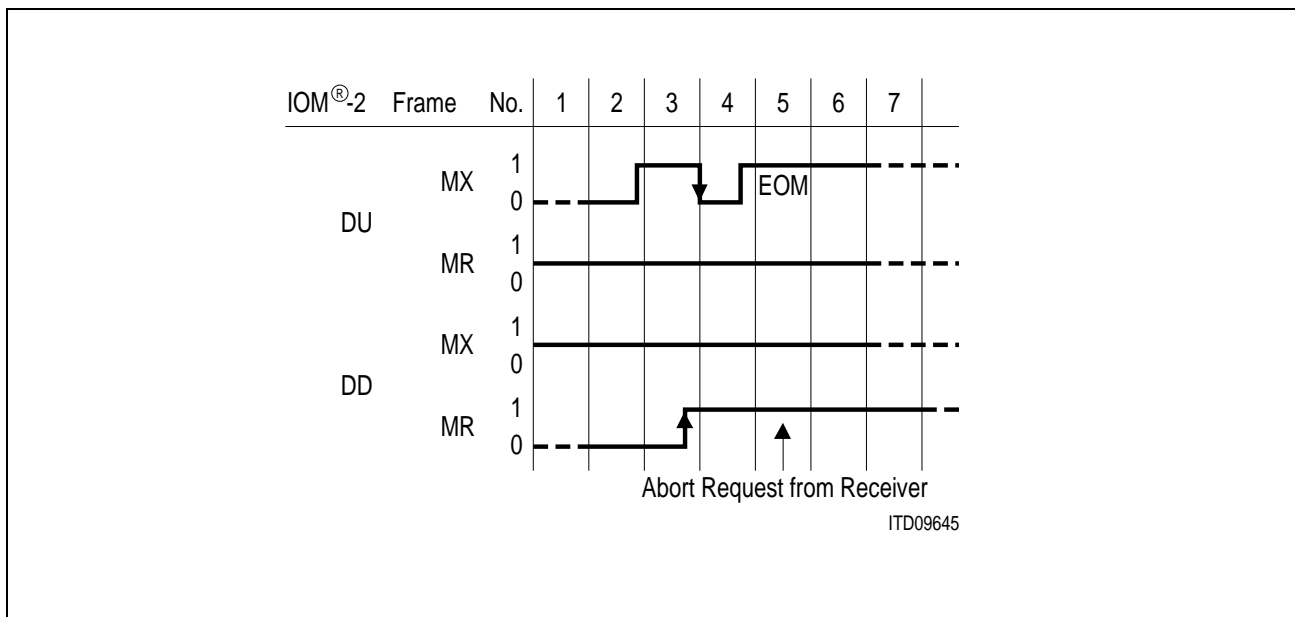 IOM®-2 Frame No. 1 2 3 4 5 6 7
MX 1
0
EOM
DU
MR 1
0
MX 1
0
DD
MR 1
0
Abort Request from Receiver
ITD09645